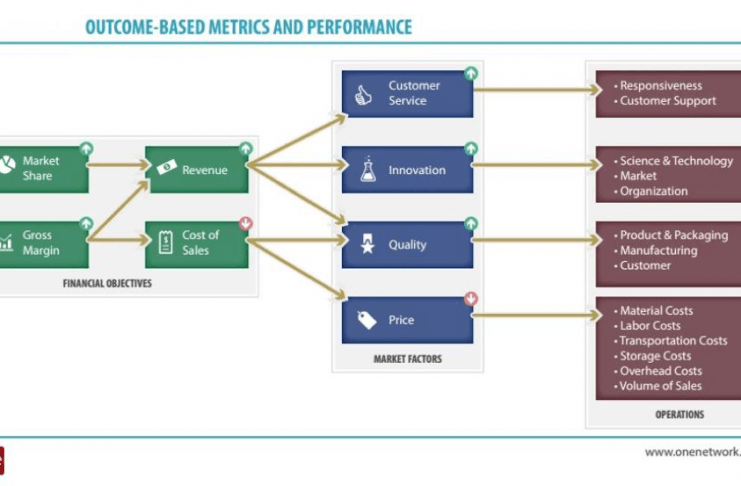 OUTCOME-BASED METRICS AND PERFORMANCE
Market
Share
Revenue
Gross
Margin
Cost of
Sales
FINANCIAL OBJECTIVES
Customer
Service
Innovation
Quality
Price
MARKET FACTORS
• Responsiveness
• Customer Support
• Science & Technology
• Market
• Organization
• Product & Packaging
• Manufacturing
• Customer
• Material Costs
• Labor Costs
• Transportation Costs
• Storage Costs
• Overhead Costs
• Volume of Sales
OPERATIONS
www.onenetwork.